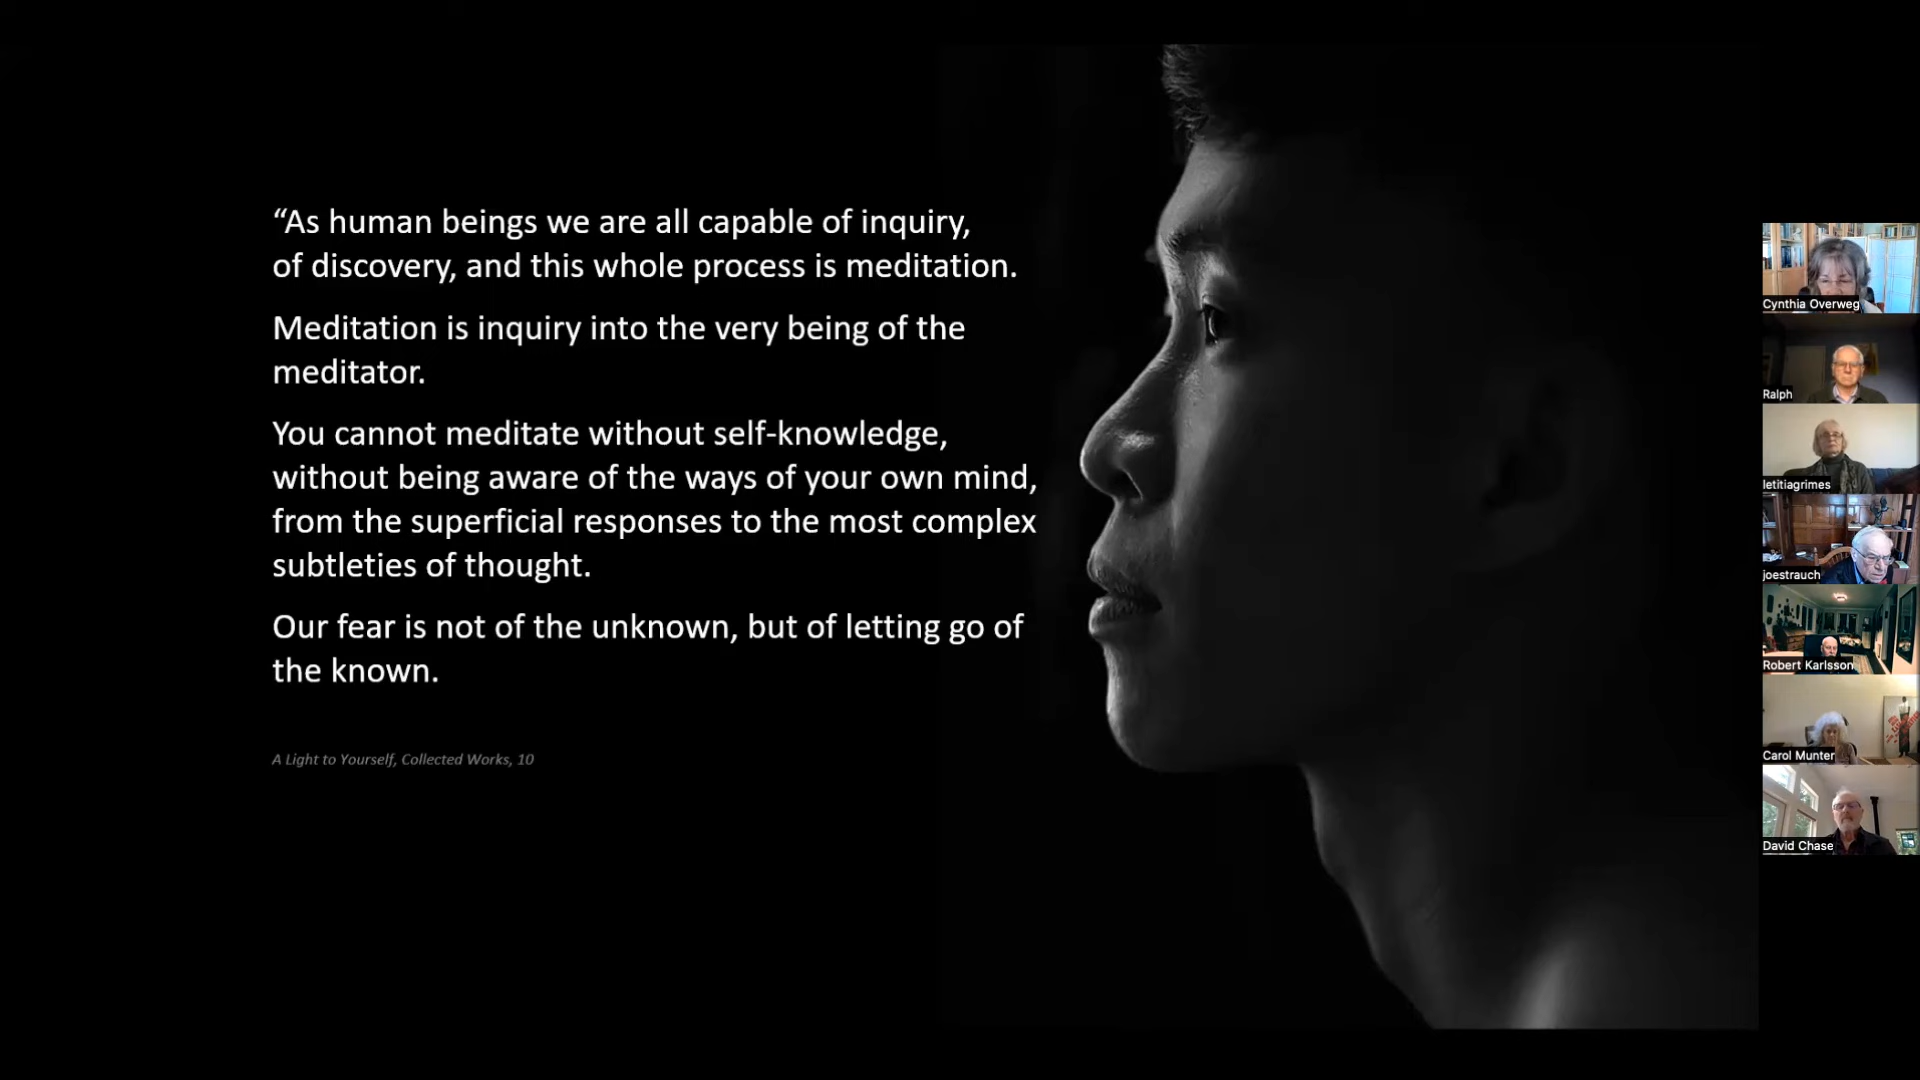 “As human beings we are all capable of inquiry,
of discovery, and this whole process is meditation.
Meditation is inquiry into the very being of the
meditator.
You cannot meditate without self-knowledge,
without being aware of the ways of your own mind,
from the superficial responses to the most complex
subtleties of thought.
Our fear is not of the unknown, but of letting go of
the known.
A Light to Yourself, Collected Works, 10
Cynthia Overweg
Ralph
letitiagrimes
joestrauch
Robert Karlsson
Carol Munter
David Chase